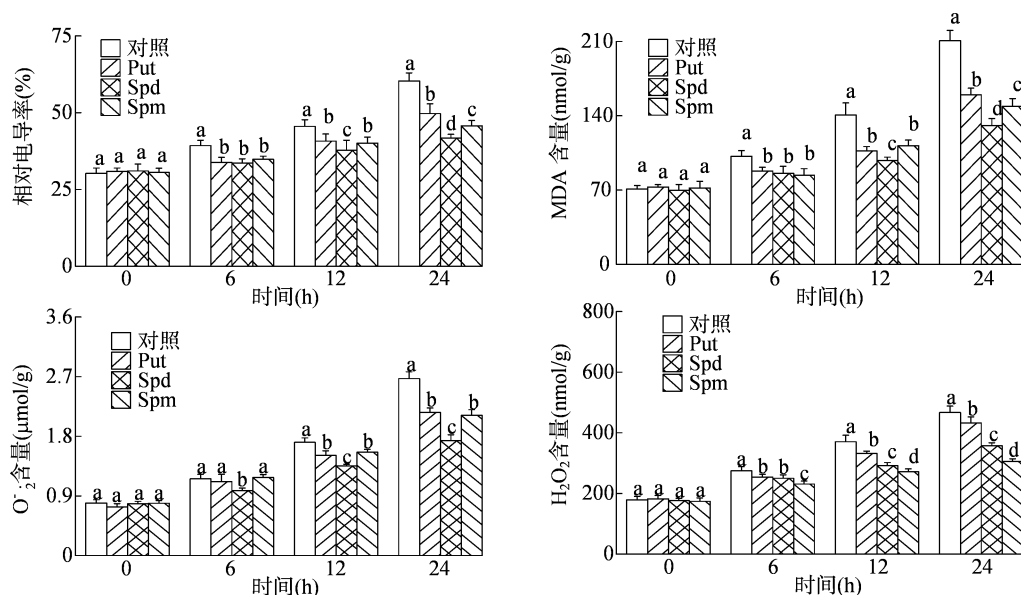 75
50
25
0
相对电导率(%)
对照
Put
Spd
Spm
a a a a
a b b b
a b c b
a b d c
0 6 12 24
时间(h)
210
140
70
0
MDA 含量(nmol/g)
对照
Put
Spd
Spm
a a a a
a b b b
a b c b
a b d c
0 6 12 24
时间(h)
3.6
2.7
1.8
0.9
0
O₂⁻·含量(μmol/g)
对照
Put
Spd
Spm
a a a a
a a b a
a b c b
a b c b
0 6 12 24
时间(h)
800
600
400
200
0
H₂O₂含量(nmol/g)
对照
Put
Spd
Spm
a a a a
a b b c
a b c d
a b c d
0 6 12 24
时间(h)